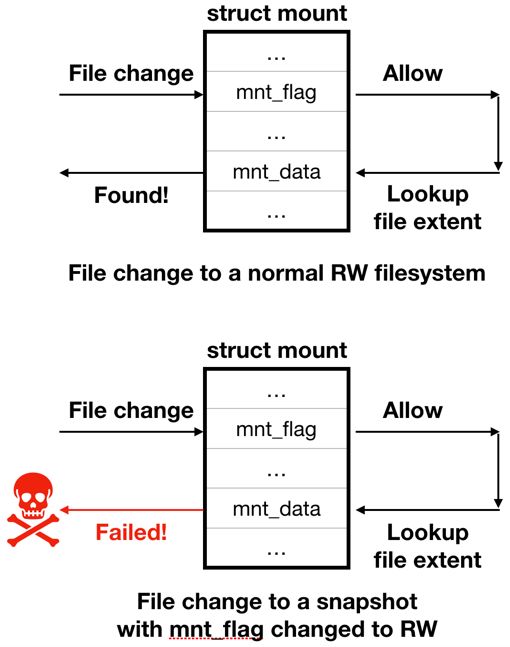 struct mount
...
File change
mnt_flag
Allow
...
mnt_data
Found!
Lookup
file extent
...
File change to a normal RW filesystem
struct mount
...
File change
mnt_flag
Allow
...
mnt_data
Failed!
Lookup
file extent
...
File change to a snapshot
with mnt_flag changed to RW